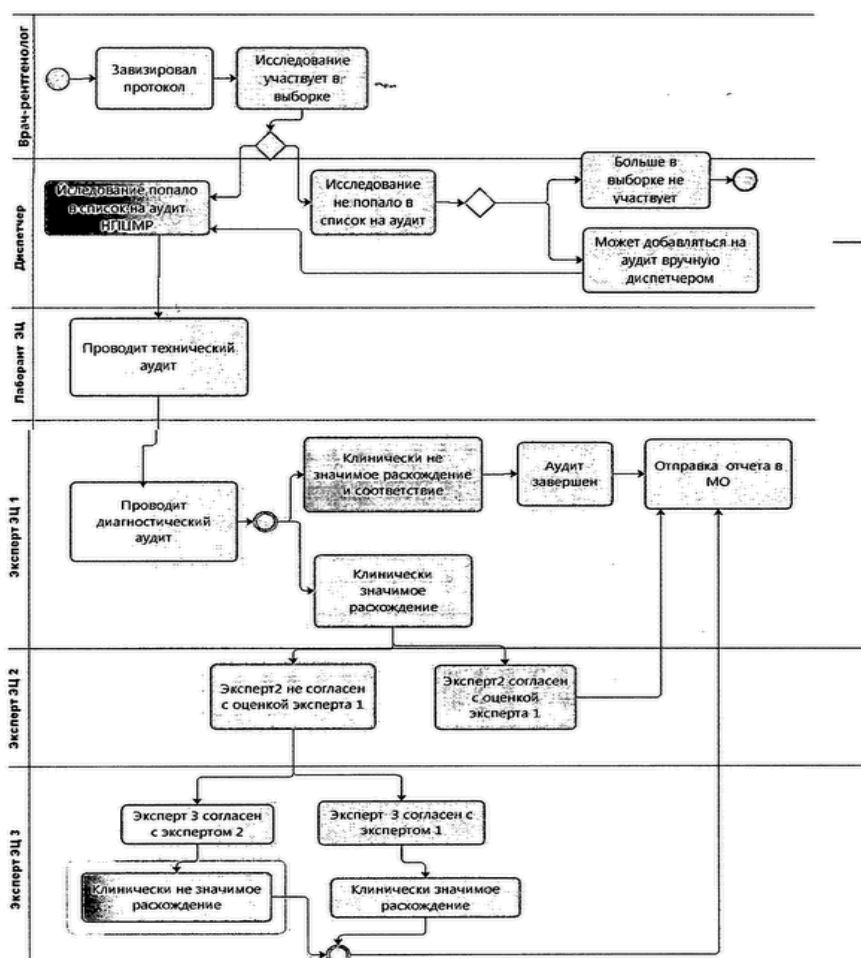 Врач-рентгенолог
Завизировал
протокол
Исследование
участвует в
выборке
Диспетчер
Иследование попало
в список на аудит
НПЦМР
Исследование
не попало в
список на аудит
Больше в
выборке не
участвует
Может добавляться на
аудит вручную
диспетчером
Лаборант ЭЦ
Проводит технический
аудит
Эксперт ЭЦ 1
Проводит
диагностический
аудит
Клинически не
значимое расхождение
и соответствие
Аудит
завершен
Отправка отчета в
МО
Клинически
значимое
расхождение
Эксперт ЭЦ 2
Эксперт2 не согласен
с оценкой эксперта 1
Эксперт2 согласен
с оценкой
эксперта 1
Эксперт ЭЦ 3
Эксперт 3 согласен
с экспертом 2
Эксперт 3 согласен с
экспертом 1
Клинически не значимое
расхождение
Клинически значимое
расхождение